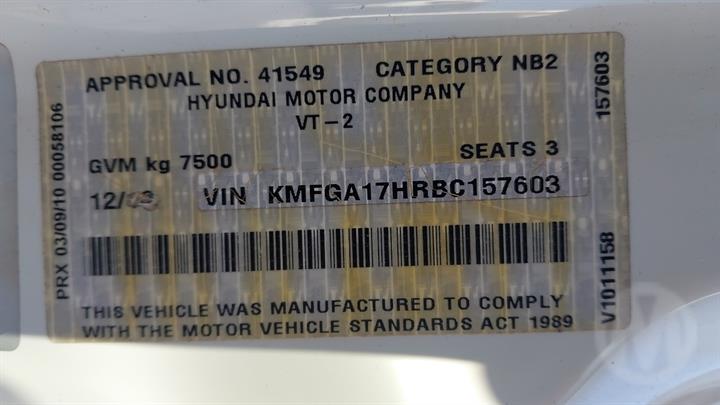 APPROVAL NO. 41549 CATEGORY NB2
HYUNDAI MOTOR COMPANY
VT-2
GVM kg 7500 SEATS 3
12/ VIN KMFGA17HRBC157603
THIS VEHICLE WAS MANUFACTURED TO COMPLY
WITH THE MOTOR VEHICLE STANDARDS ACT 1989
PRX 03/09/10 00058106
V1011158 157603